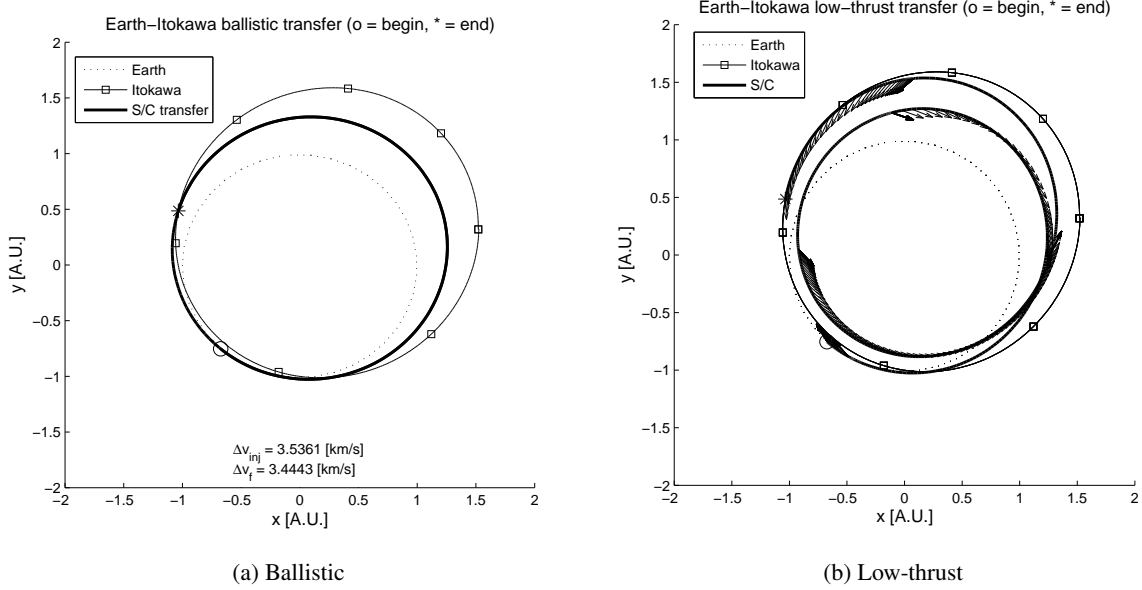 Earth−Itokawa ballistic transfer (o = begin, * = end)
2
1.5
1
0.5
0
−0.5
−1
−1.5
−2
y [A.U.]
Earth
Itokawa
S/C transfer
Δv_inj = 3.5361 [km/s]
Δv_f = 3.4443 [km/s]
−2 −1.5 −1 −0.5 0 0.5 1 1.5 2
x [A.U.]
(a) Ballistic
Earth−Itokawa low−thrust transfer (o = begin, * = end)
2
1.5
1
0.5
0
−0.5
−1
−1.5
−2
y [A.U.]
Earth
Itokawa
S/C
−2 −1.5 −1 −0.5 0 0.5 1 1.5 2
x [A.U.]
(b) Low-thrust